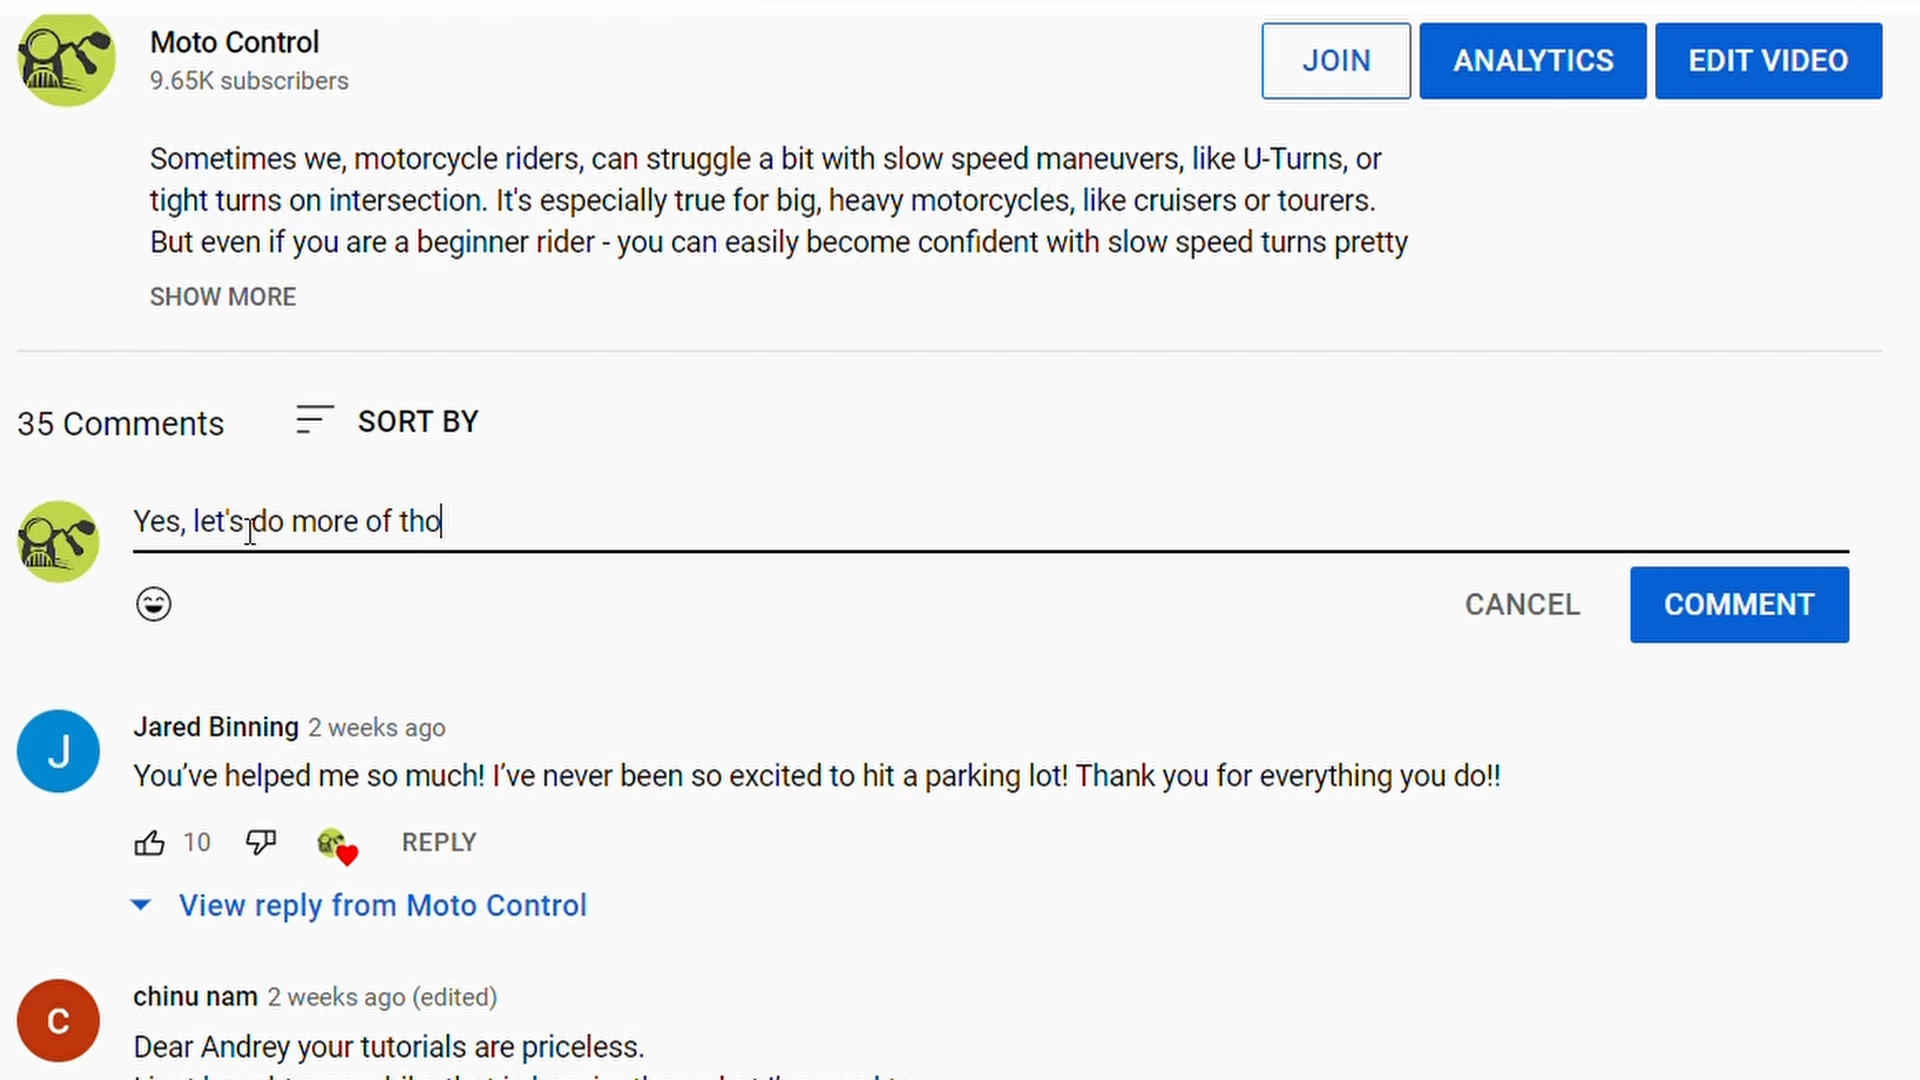 Moto Control
9.65K subscribers
JOIN
ANALYTICS
EDIT VIDEO
Sometimes we, motorcycle riders, can struggle a bit with slow speed maneuvers, like U-Turns, or
tight turns on intersection. It's especially true for big, heavy motorcycles, like cruisers or tourers.
But even if you are a beginner rider - you can easily become confident with slow speed turns pretty
SHOW MORE
35 Comments
SORT BY
Yes, let's do more of tho
CANCEL
COMMENT
J
Jared Binning 2 weeks ago
You’ve helped me so much! I’ve never been so excited to hit a parking lot! Thank you for everything you do!!
10
REPLY
View reply from Moto Control
c
chinu nam 2 weeks ago (edited)
Dear Andrey your tutorials are priceless.